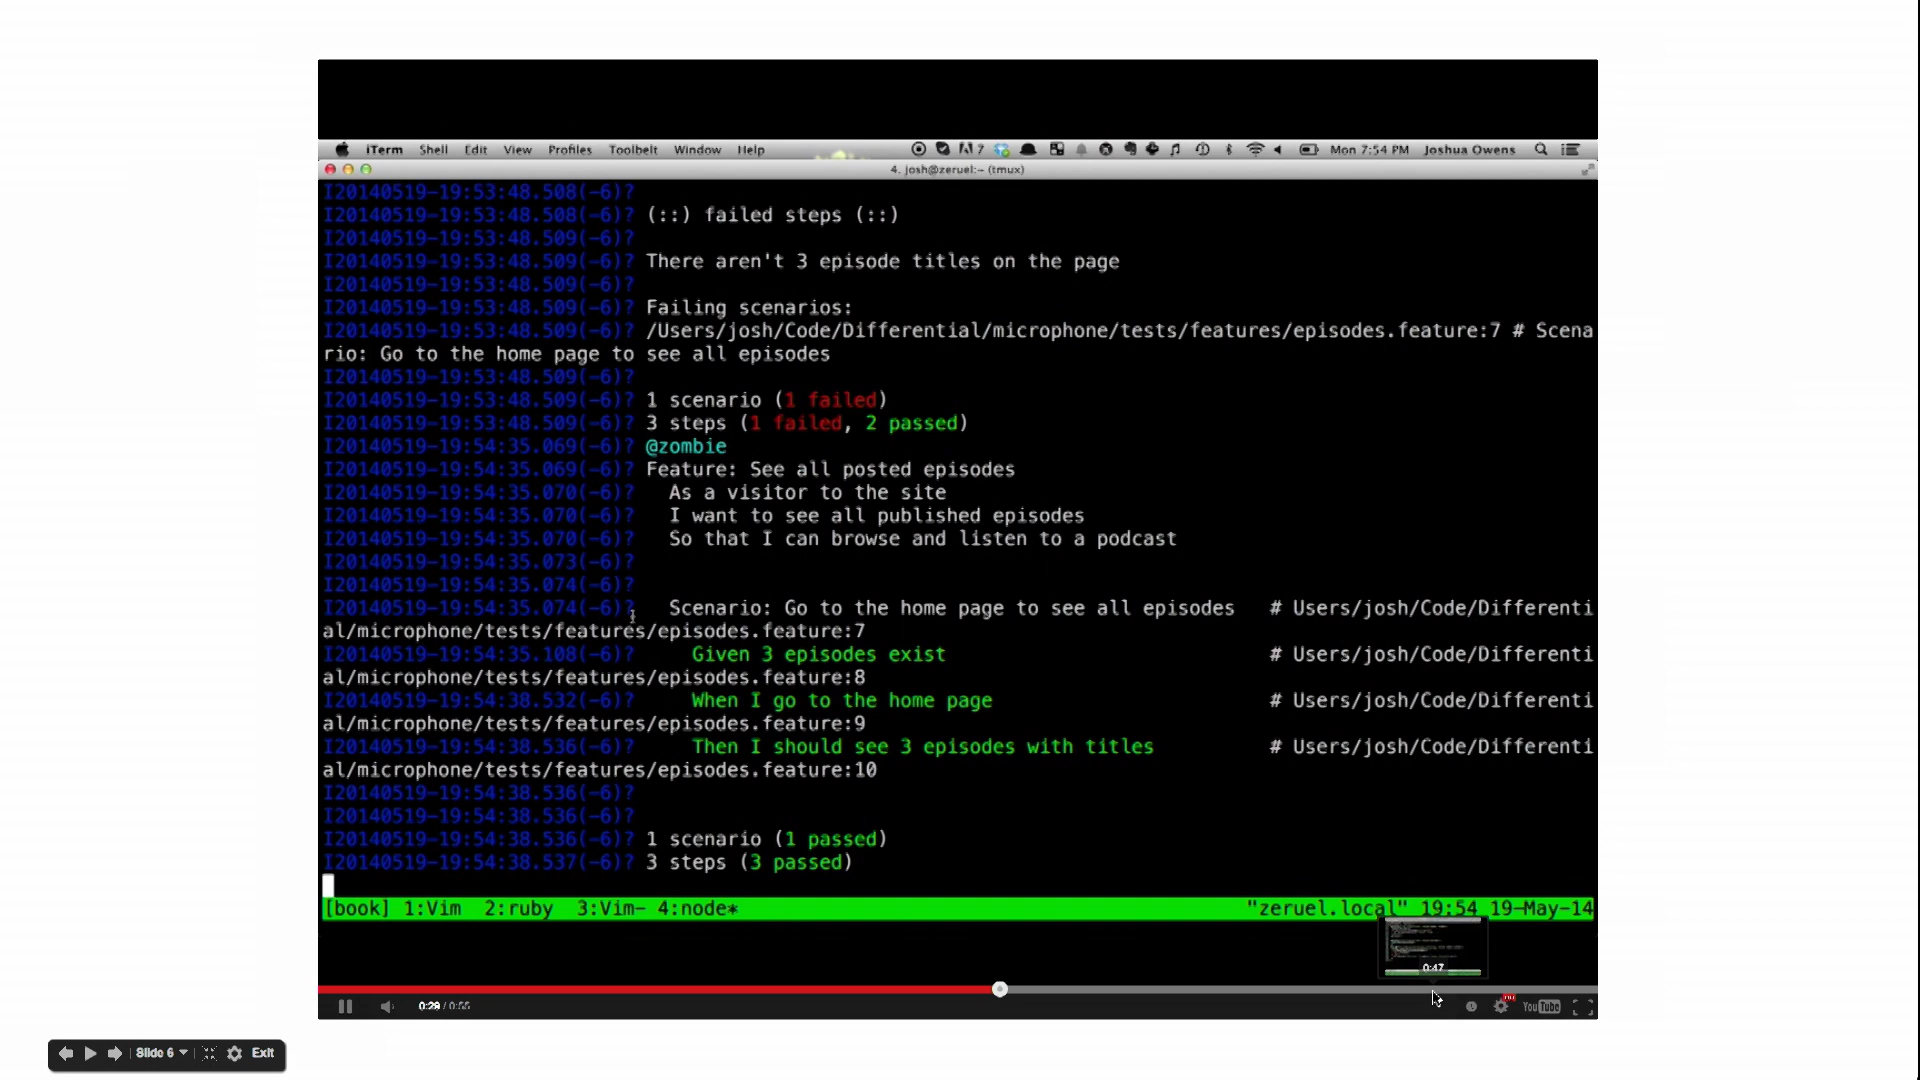 iTerm Shell Edit View Profiles Toolbelt Window Help 7 Mon 7:54 PM Joshua Owens
4. josh@zeruel:~ (tmux)
I20140519-19:53:48.508(-6)?
I20140519-19:53:48.508(-6)? (::) failed steps (::)
I20140519-19:53:48.509(-6)?
I20140519-19:53:48.509(-6)? There aren't 3 episode titles on the page
I20140519-19:53:48.509(-6)?
I20140519-19:53:48.509(-6)? Failing scenarios:
I20140519-19:53:48.509(-6)? /Users/josh/Code/Differential/microphone/tests/features/episodes.feature:7 # Scena
rio: Go to the home page to see all episodes
I20140519-19:53:48.509(-6)?
I20140519-19:53:48.509(-6)? 1 scenario (1 failed)
I20140519-19:53:48.509(-6)? 3 steps (1 failed, 2 passed)
I20140519-19:54:35.069(-6)? @zombie
I20140519-19:54:35.069(-6)? Feature: See all posted episodes
I20140519-19:54:35.070(-6)? As a visitor to the site
I20140519-19:54:35.070(-6)? I want to see all published episodes
I20140519-19:54:35.070(-6)? So that I can browse and listen to a podcast
I20140519-19:54:35.073(-6)?
I20140519-19:54:35.074(-6)?
I20140519-19:54:35.074(-6)? Scenario: Go to the home page to see all episodes # Users/josh/Code/Differenti
al/microphone/tests/features/episodes.feature:7
I20140519-19:54:35.108(-6)? Given 3 episodes exist # Users/josh/Code/Differenti
al/microphone/tests/features/episodes.feature:8
I20140519-19:54:38.532(-6)? When I go to the home page # Users/josh/Code/Differenti
al/microphone/tests/features/episodes.feature:9
I20140519-19:54:38.536(-6)? Then I should see 3 episodes with titles # Users/josh/Code/Differenti
al/microphone/tests/features/episodes.feature:10
I20140519-19:54:38.536(-6)?
I20140519-19:54:38.536(-6)?
I20140519-19:54:38.536(-6)? 1 scenario (1 passed)
I20140519-19:54:38.537(-6)? 3 steps (3 passed)
[book] 1:Vim 2:ruby 3:Vim- 4:node* "zeruel.local" 19:54 19-May-14
0:47
0:29 / 0:55 YouTube
Slide 6 Exit